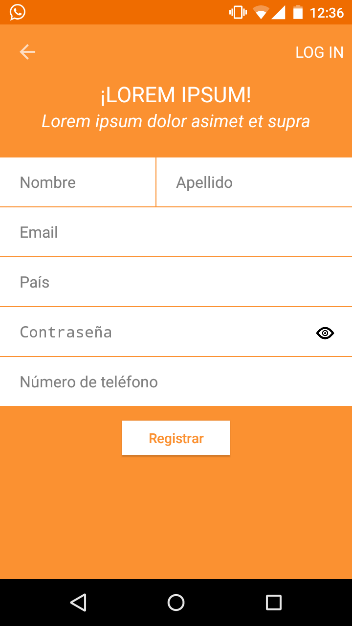 12:36
LOG IN
¡LOREM IPSUM!
Lorem ipsum dolor asimet et supra
Nombre
Apellido
Email
País
Contraseña
Número de teléfono
Registrar